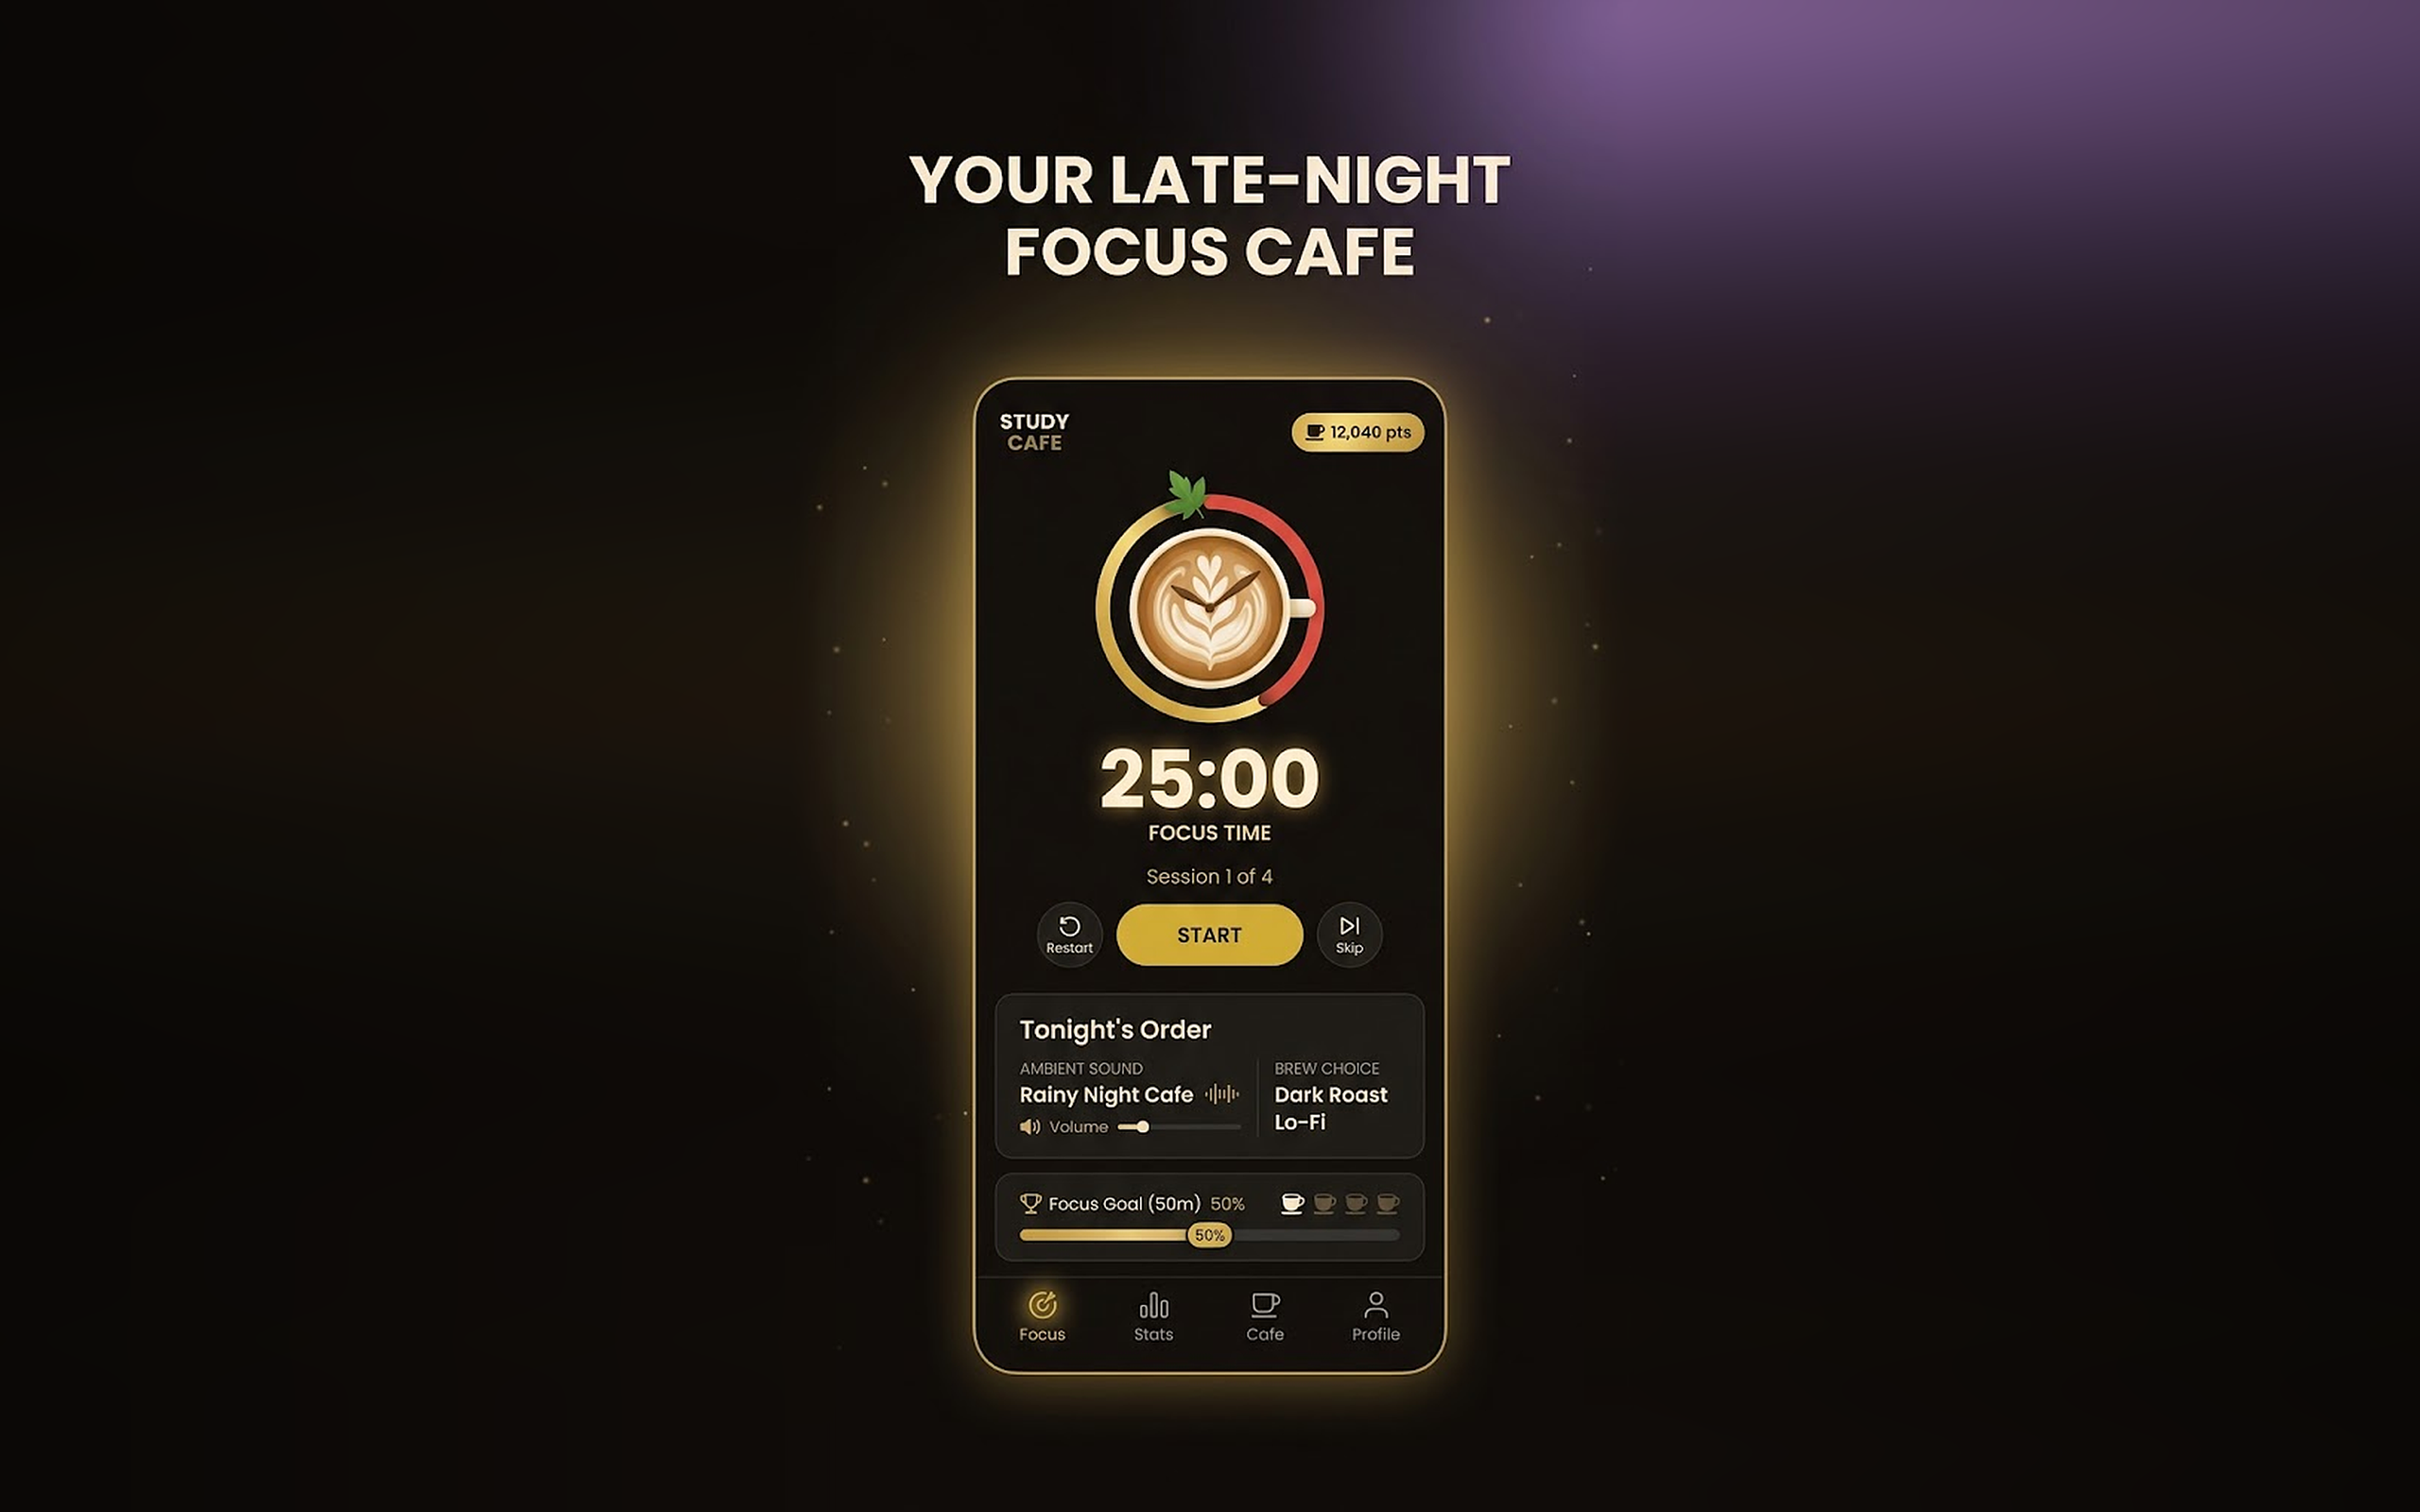 YOUR LATE-NIGHT
FOCUS CAFE
STUDY
CAFE
12,040 pts
25:00
FOCUS TIME
Session 1 of 4
Restart
START
Skip
Tonight's Order
AMBIENT SOUND
Rainy Night Cafe
Volume
BREW CHOICE
Dark Roast
Lo-Fi
Focus Goal (50m) 50%
50%
Focus
Stats
Cafe
Profile